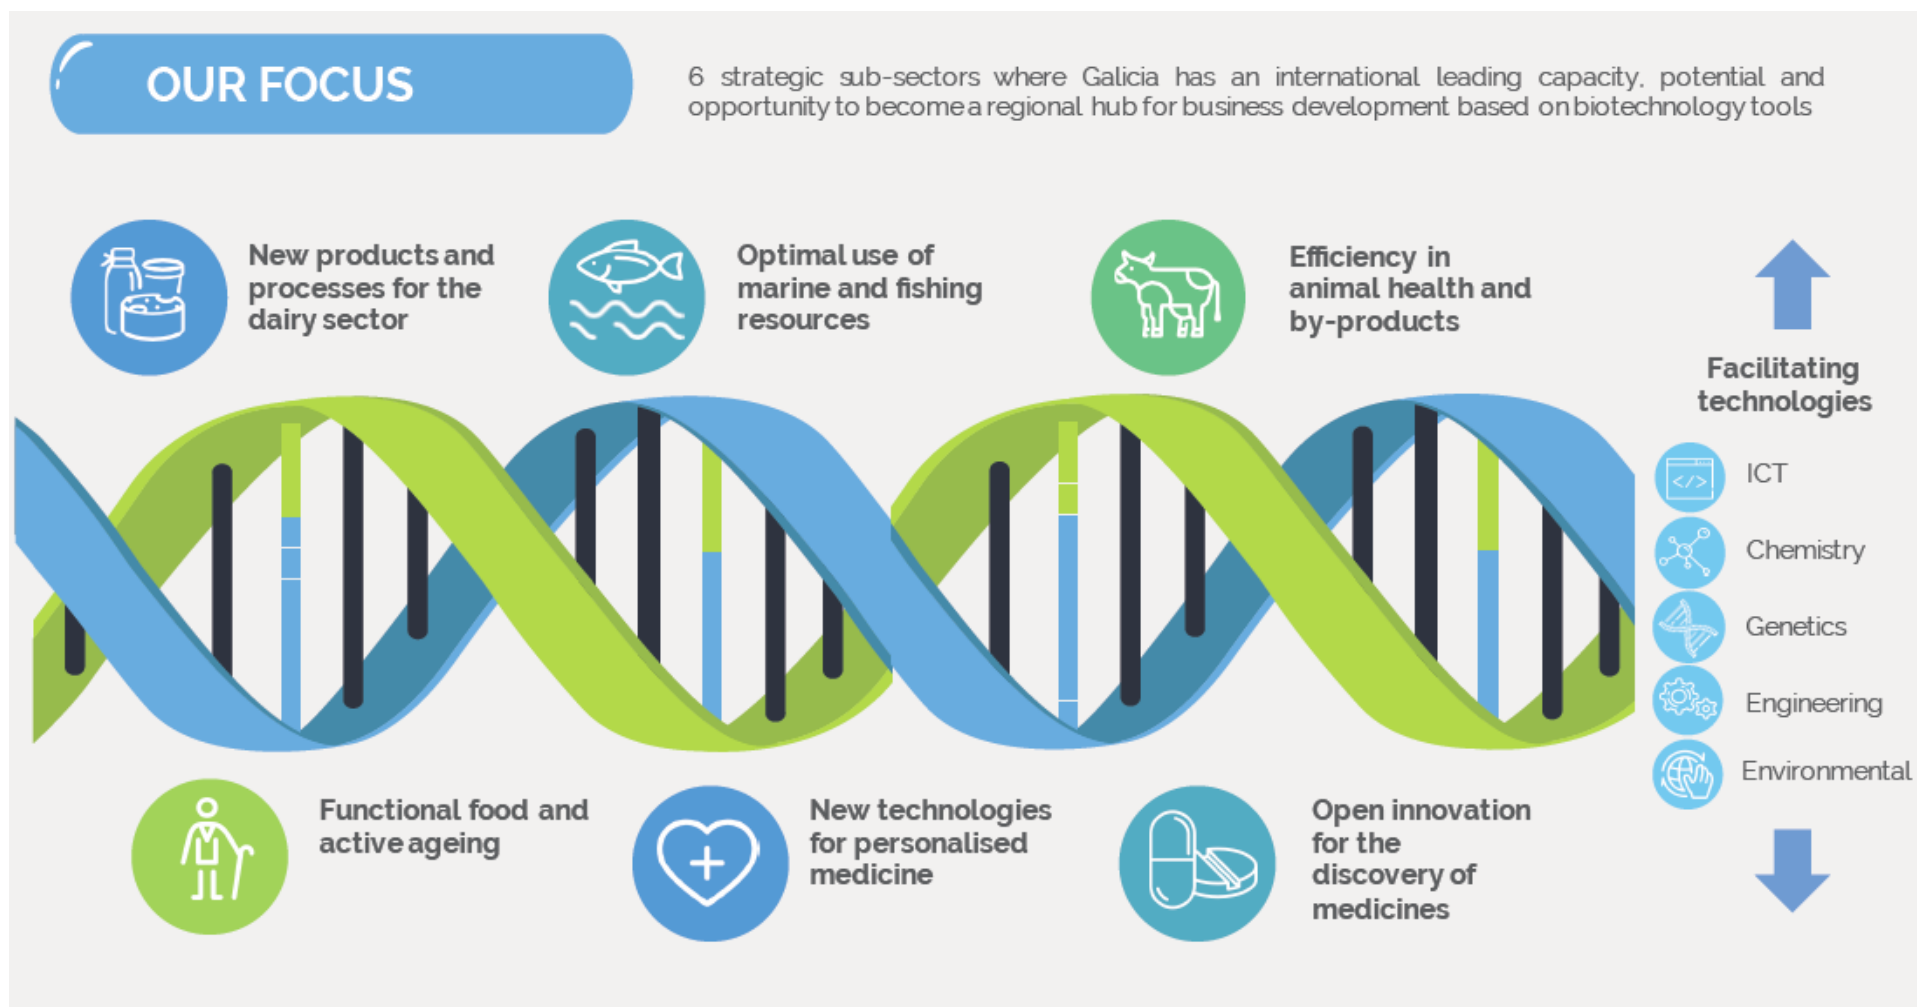 OUR FOCUS
6 strategic sub-sectors where Galicia has an international leading capacity, potential and
opportunity to become a regional hub for business development based on biotechnology tools
New products and
processes for the
dairy sector
Optimal use of
marine and fishing
resources
Efficiency in
animal health and
by-products
Facilitating
technologies
</>
ICT
Chemistry
Genetics
Engineering
Environmental
Functional food and
active ageing
New technologies
for personalised
medicine
Open innovation
for the
discovery of
medicines